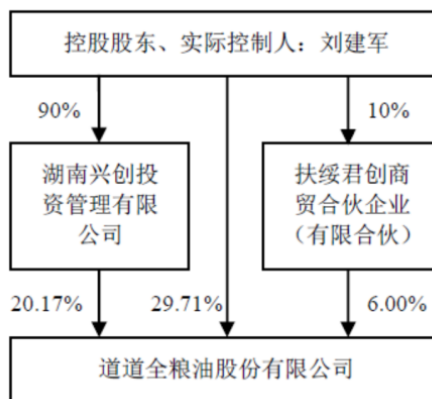 控股股东、实际控制人：刘建军
90%
10%
湖南兴创投
资管理有限
公司
扶绥君创商
贸合伙企业
（有限合伙）
20.17%
29.71%
6.00%
道道全粮油股份有限公司